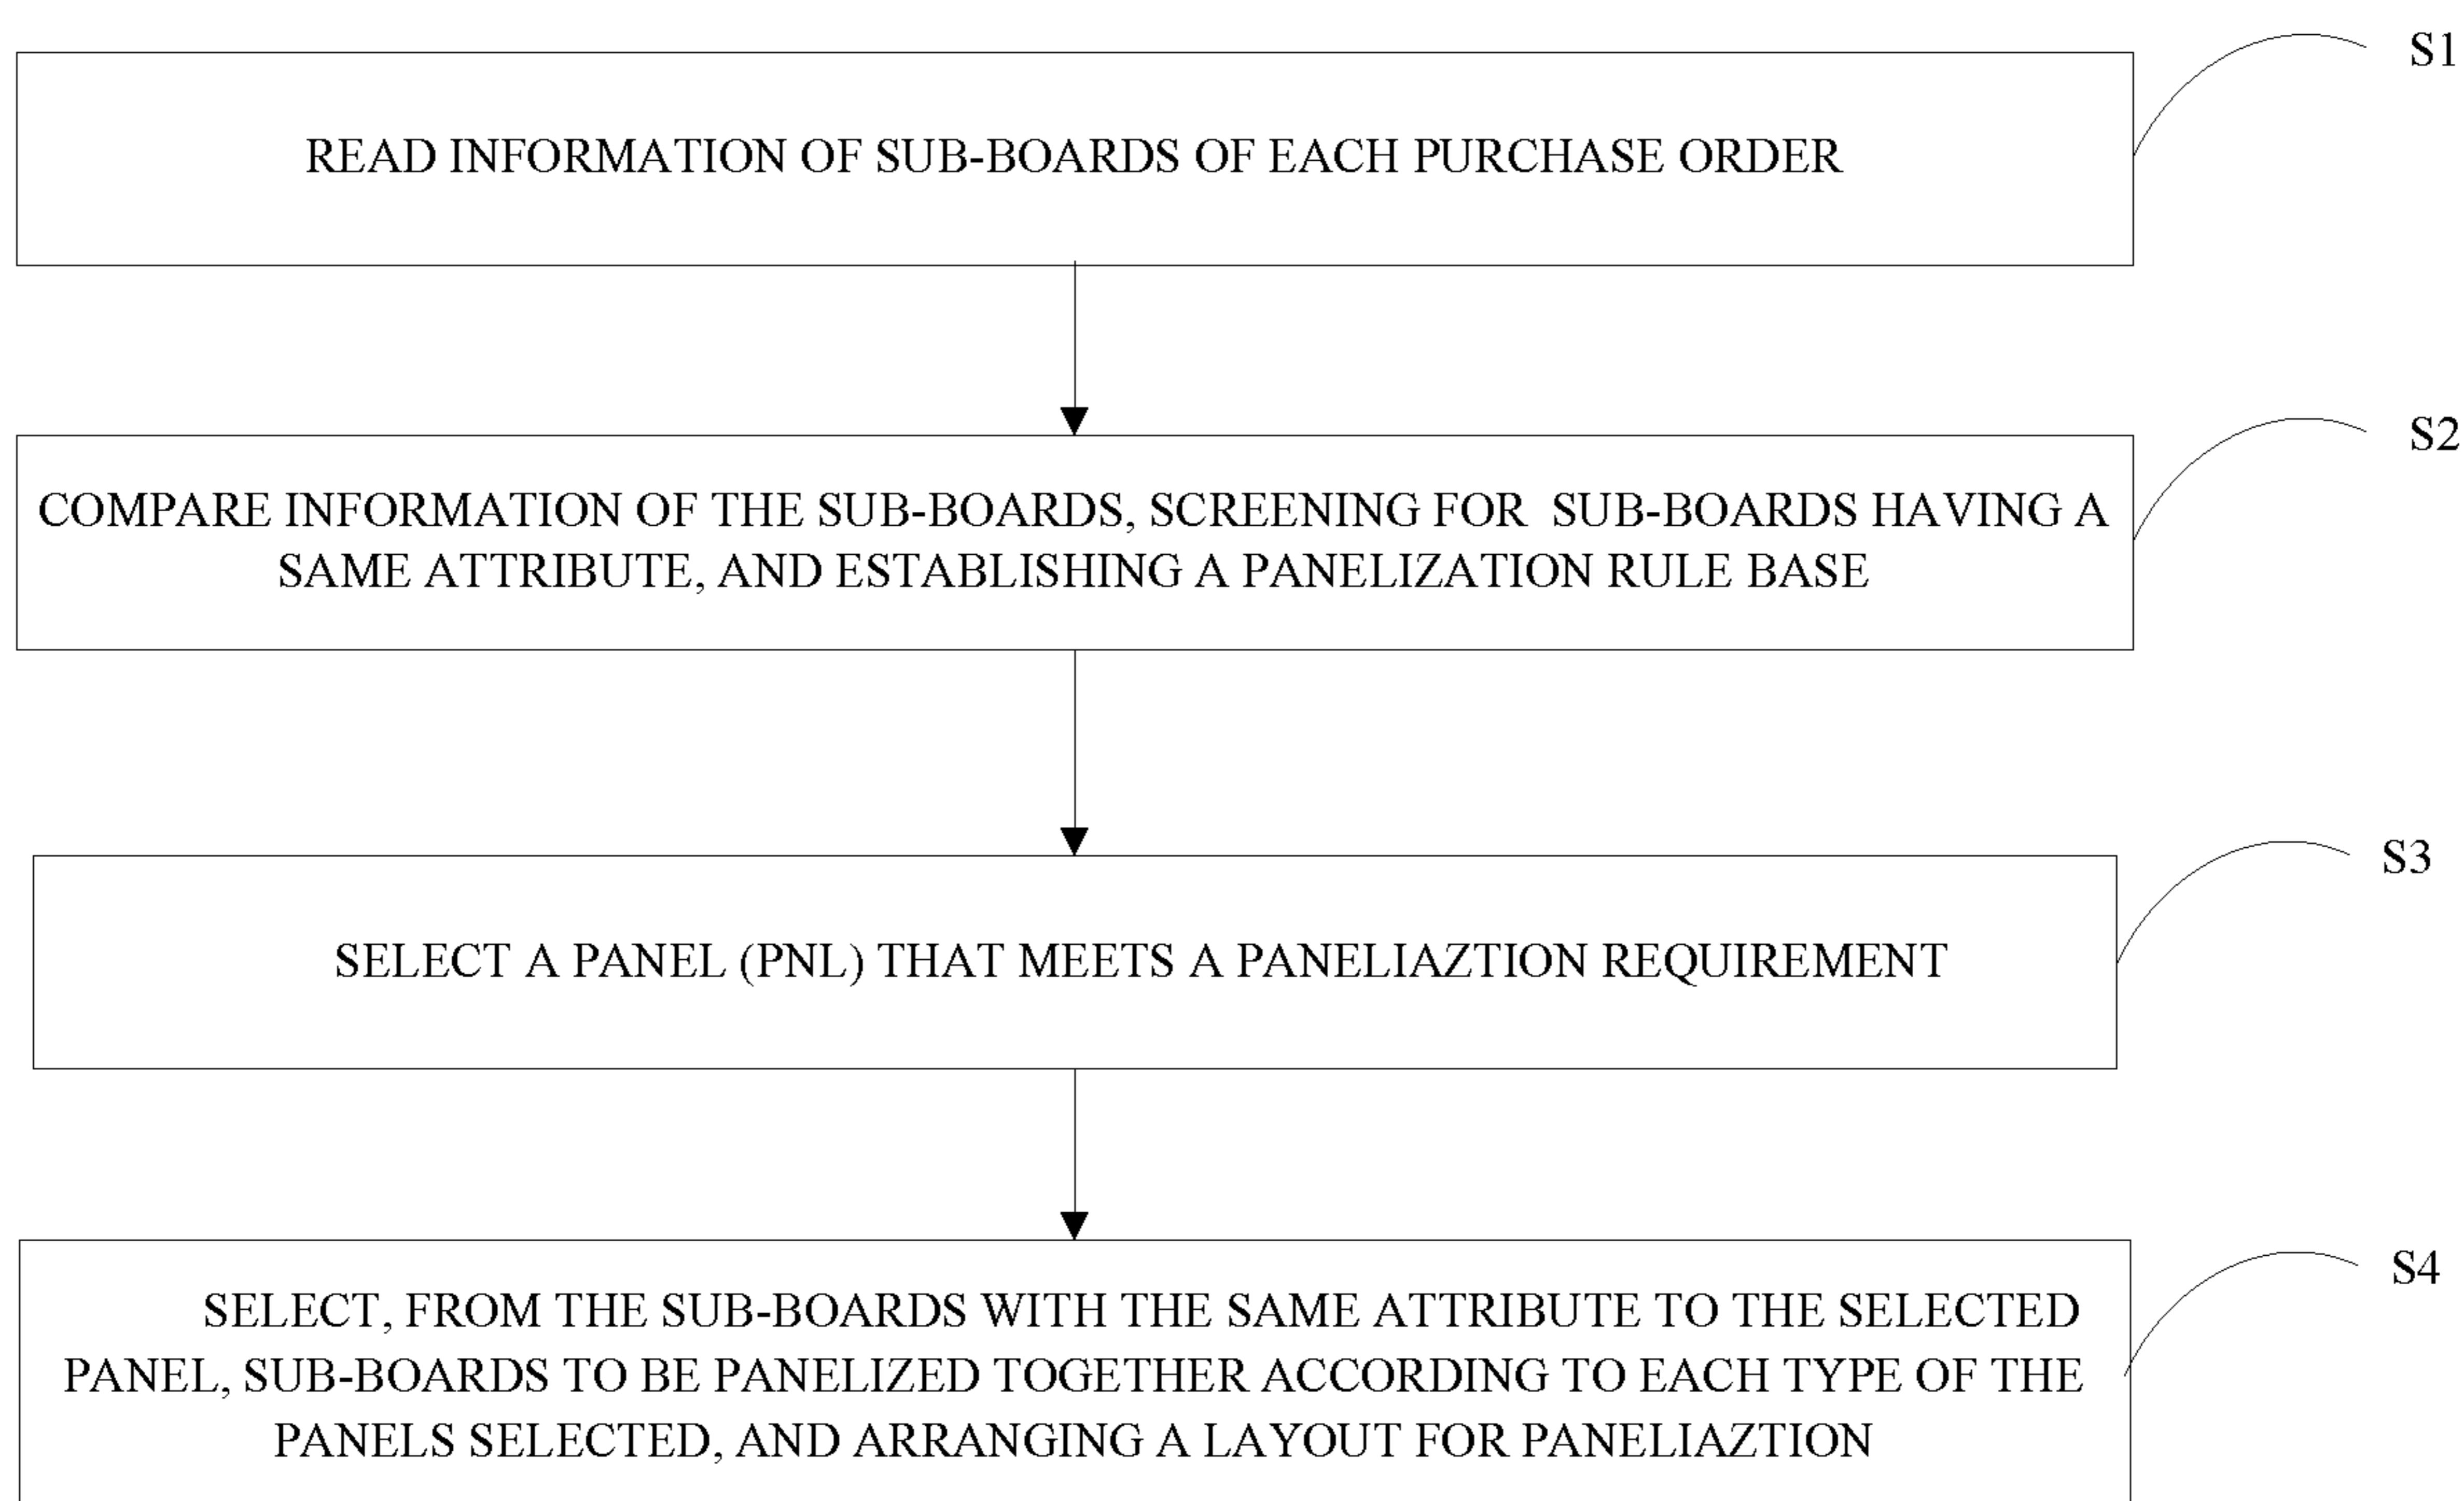 S1
READ INFORMATION OF SUB-BOARDS OF EACH PURCHASE ORDER
S2
COMPARE INFORMATION OF THE SUB-BOARDS, SCREENING FOR SUB-BOARDS HAVING A
SAME ATTRIBUTE, AND ESTABLISHING A PANELIZATION RULE BASE
S3
SELECT A PANEL (PNL) THAT MEETS A PANELIAZTION REQUIREMENT
S4
SELECT, FROM THE SUB-BOARDS WITH THE SAME ATTRIBUTE TO THE SELECTED
PANEL, SUB-BOARDS TO BE PANELIZED TOGETHER ACCORDING TO EACH TYPE OF THE
PANELS SELECTED, AND ARRANGING A LAYOUT FOR PANELIAZTION